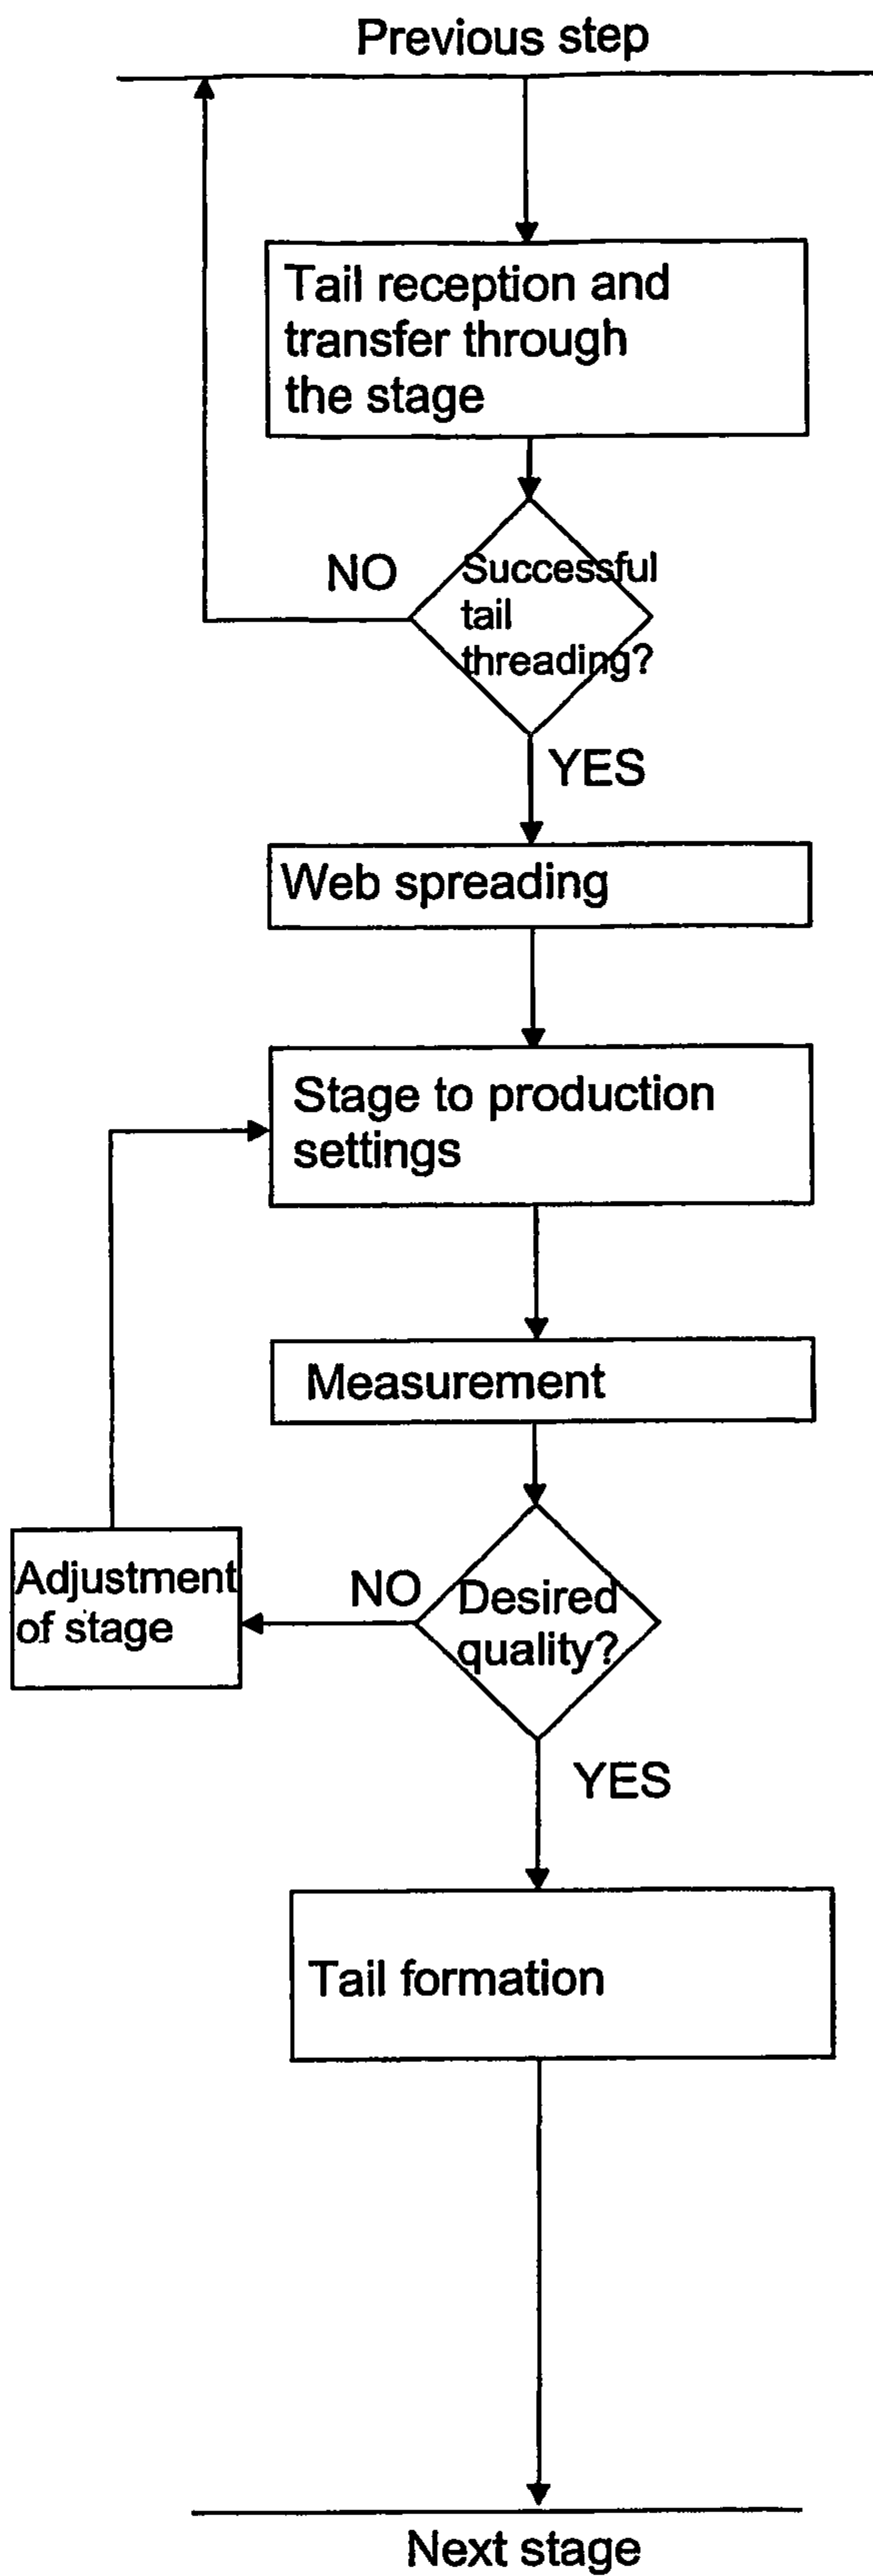 Previous step
Tail reception and
transfer through
the stage
NO
Successful
tail
threading?
YES
Web spreading
Stage to production
settings
Measurement
Adjustment
of stage
NO
Desired
quality?
YES
Tail formation
Next stage